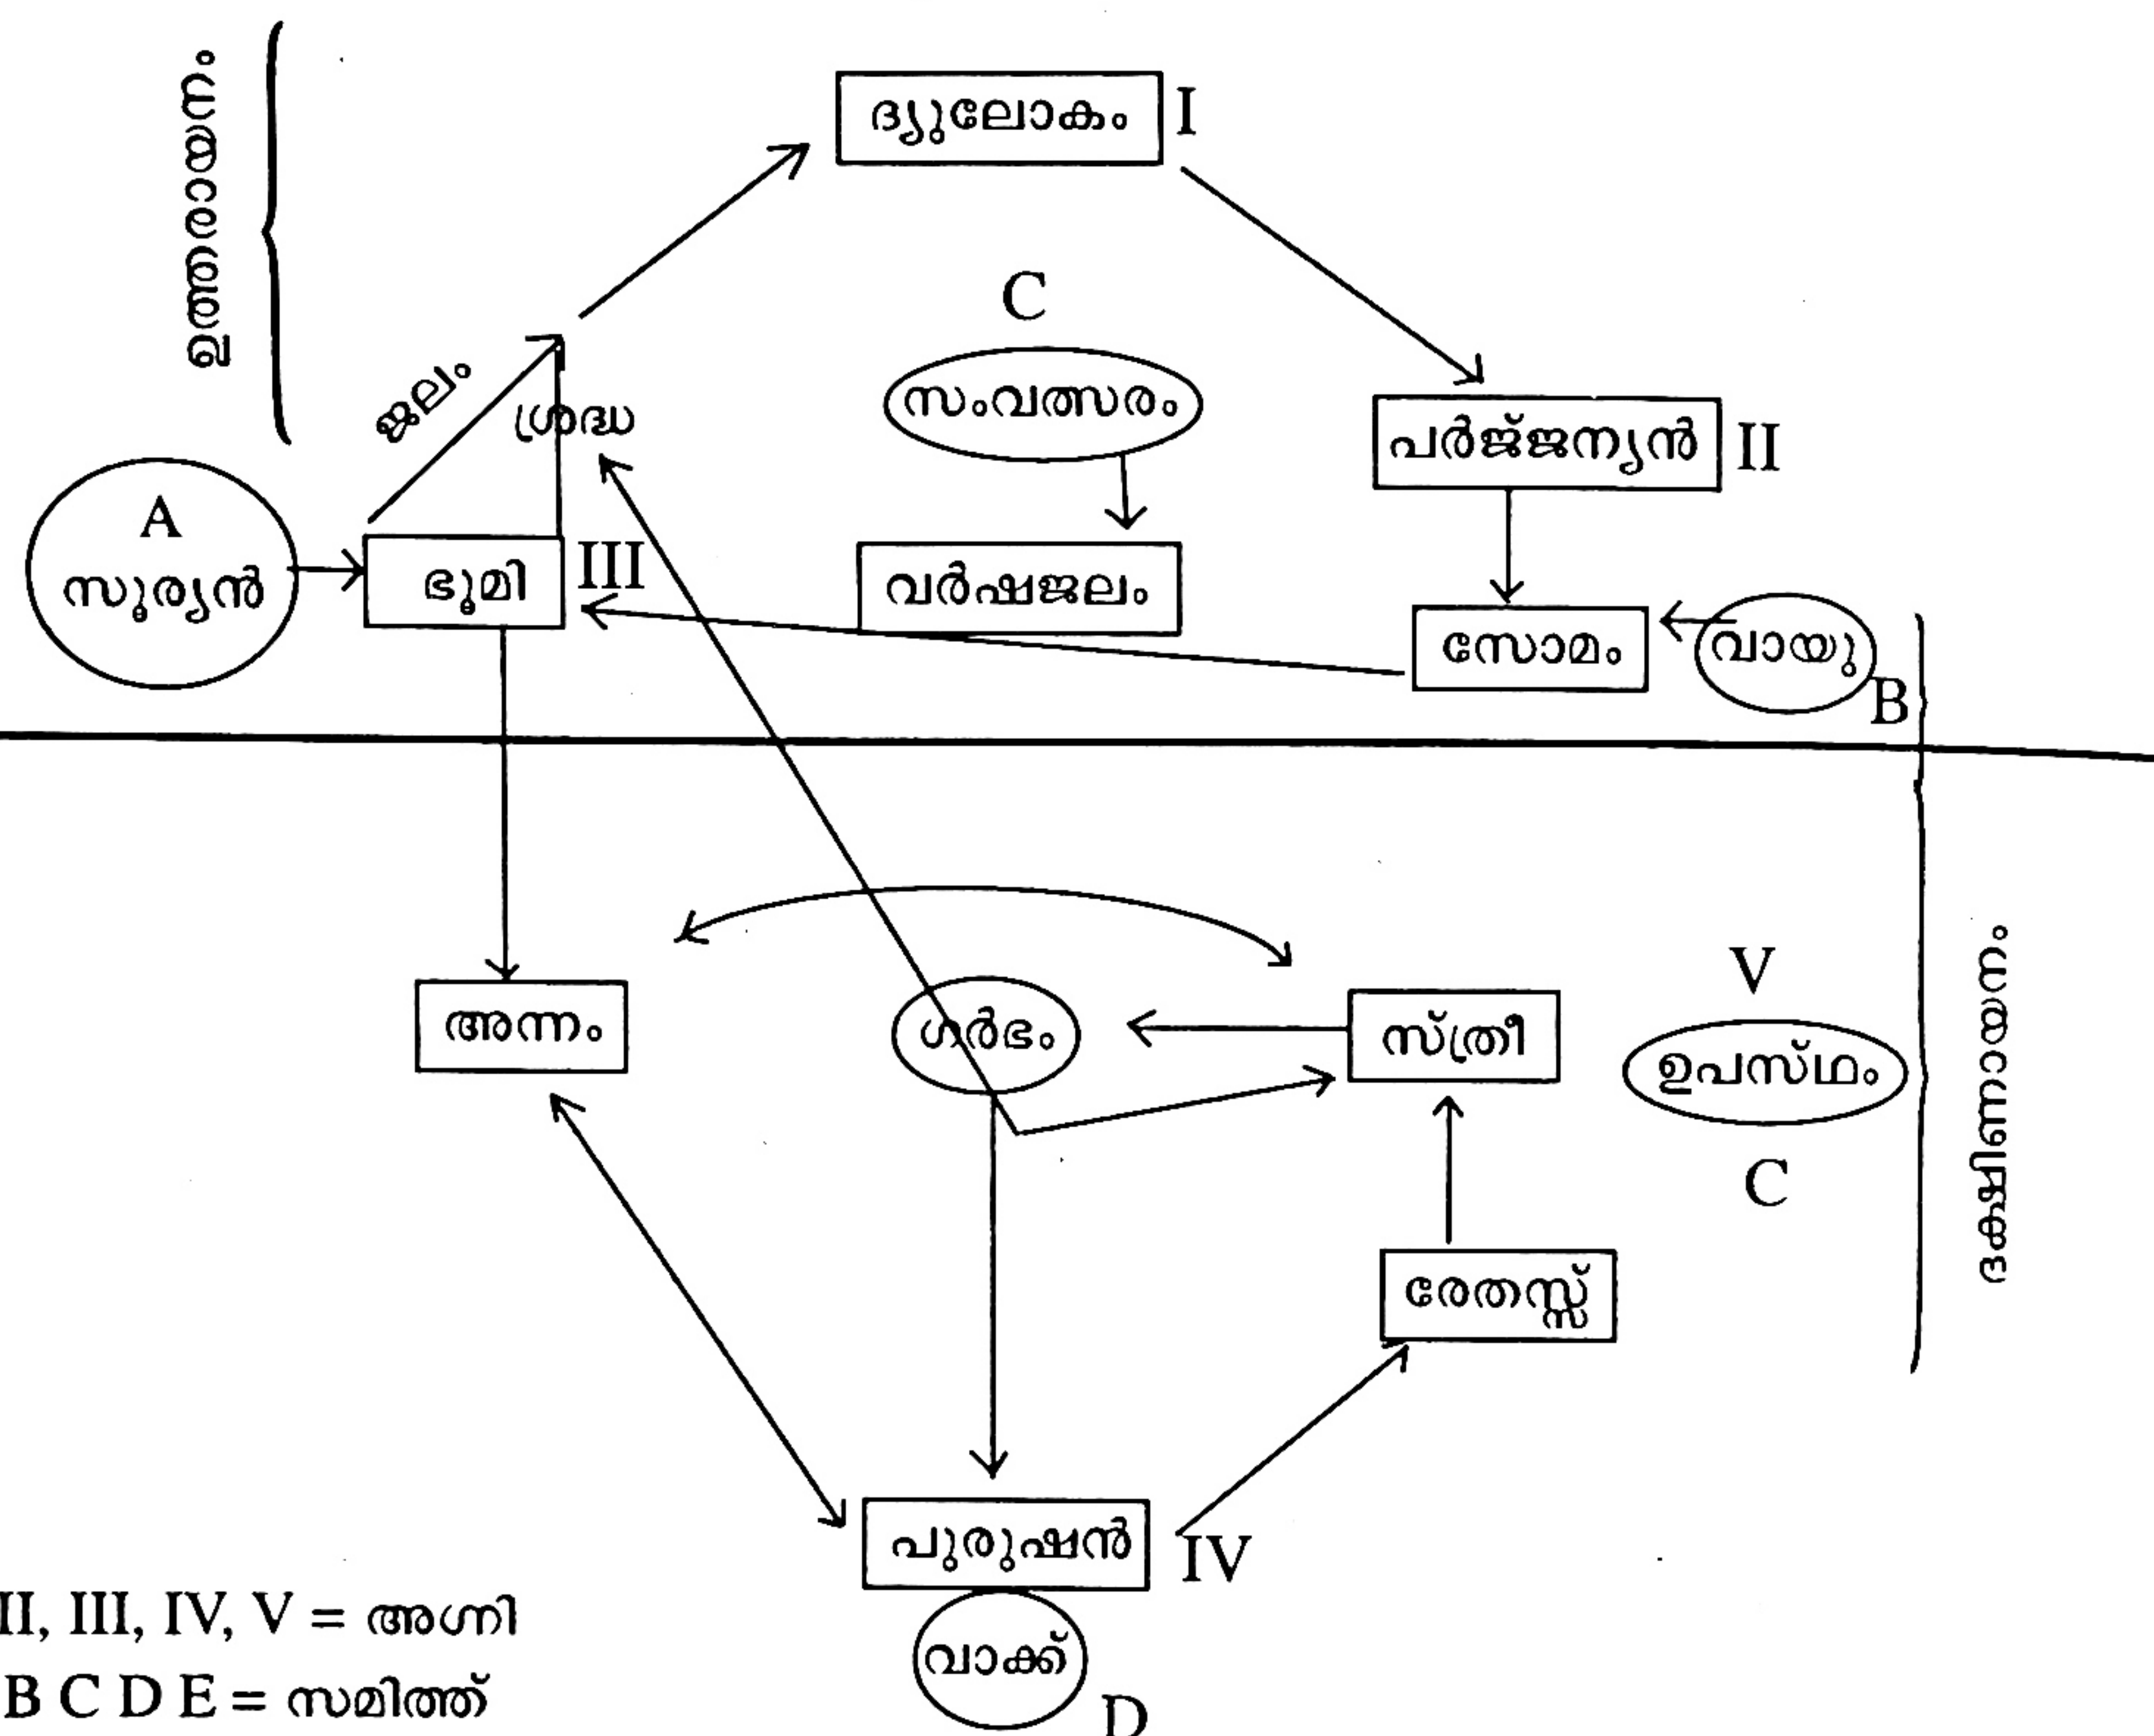 ഉത്തരായനം
ദ്യുലോകം I
C
സംവത്സരം
ജലം
ശ്രദ്ധ
പർജ്ജന്യൻ II
A
സൂര്യൻ
ഭൂമി III
വർഷജലം
സോമം
വായു
B
അന്നം
ഗർഭം
സ്ത്രീ
V
ഉപസ്ഥം
C
ദക്ഷിണായനം
രേതസ്സ്
പുരുഷൻ IV
വാക്ക്
D
II, III, IV, V = അഗ്നി
B C D E = സമിത്ത്